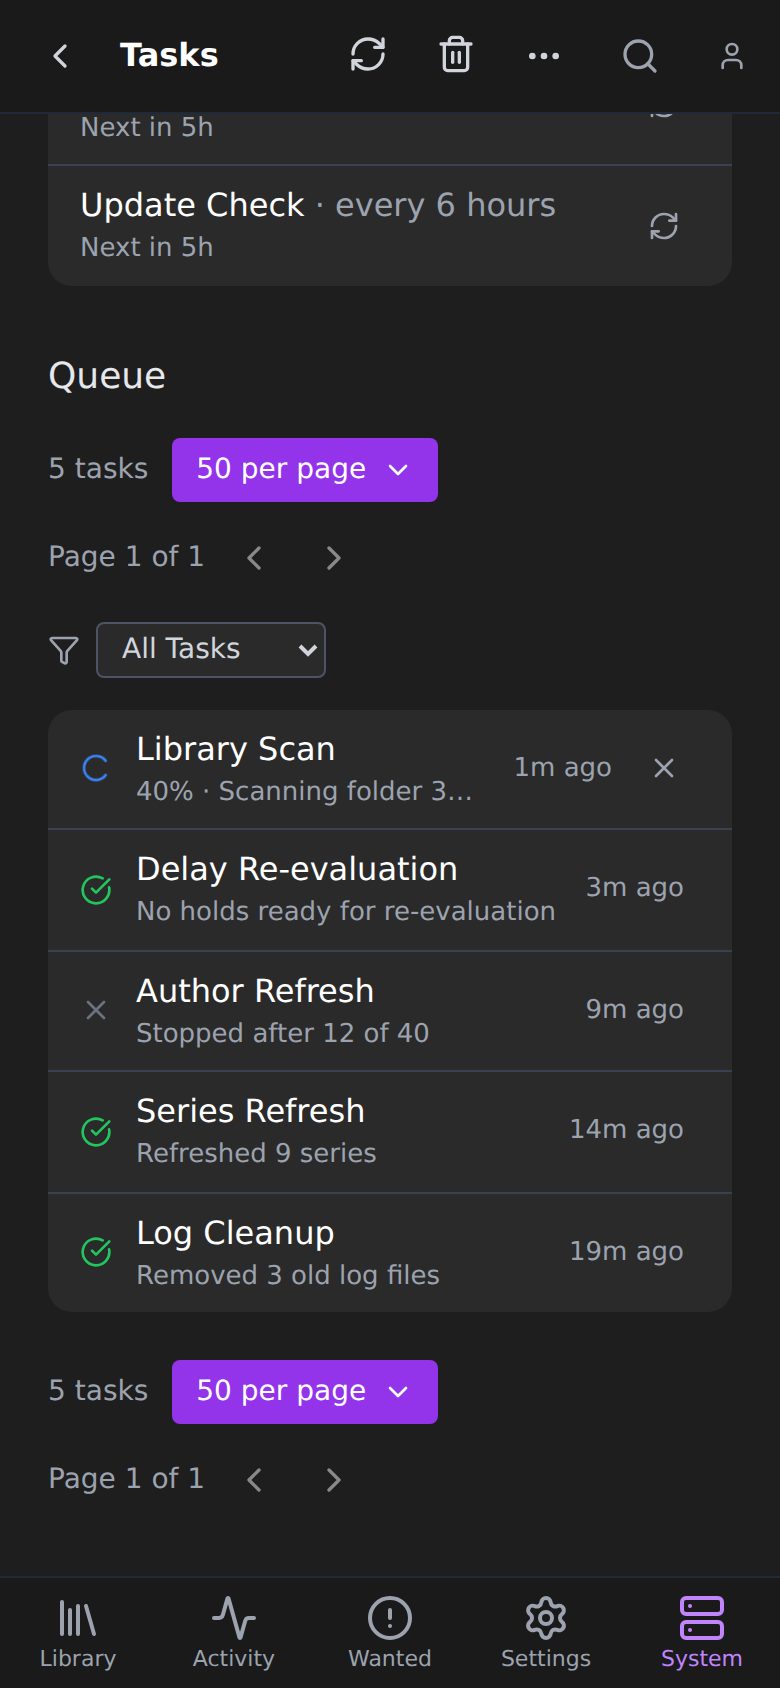 Tasks
Next in 5h
Update Check · every 6 hours
Next in 5h
Queue
5 tasks 50 per page
Page 1 of 1
All Tasks
Library Scan
40% · Scanning folder 3… 1m ago
Delay Re-evaluation
No holds ready for re-evaluation 3m ago
Author Refresh
Stopped after 12 of 40 9m ago
Series Refresh
Refreshed 9 series 14m ago
Log Cleanup
Removed 3 old log files 19m ago
5 tasks 50 per page
Page 1 of 1
Library Activity Wanted Settings System